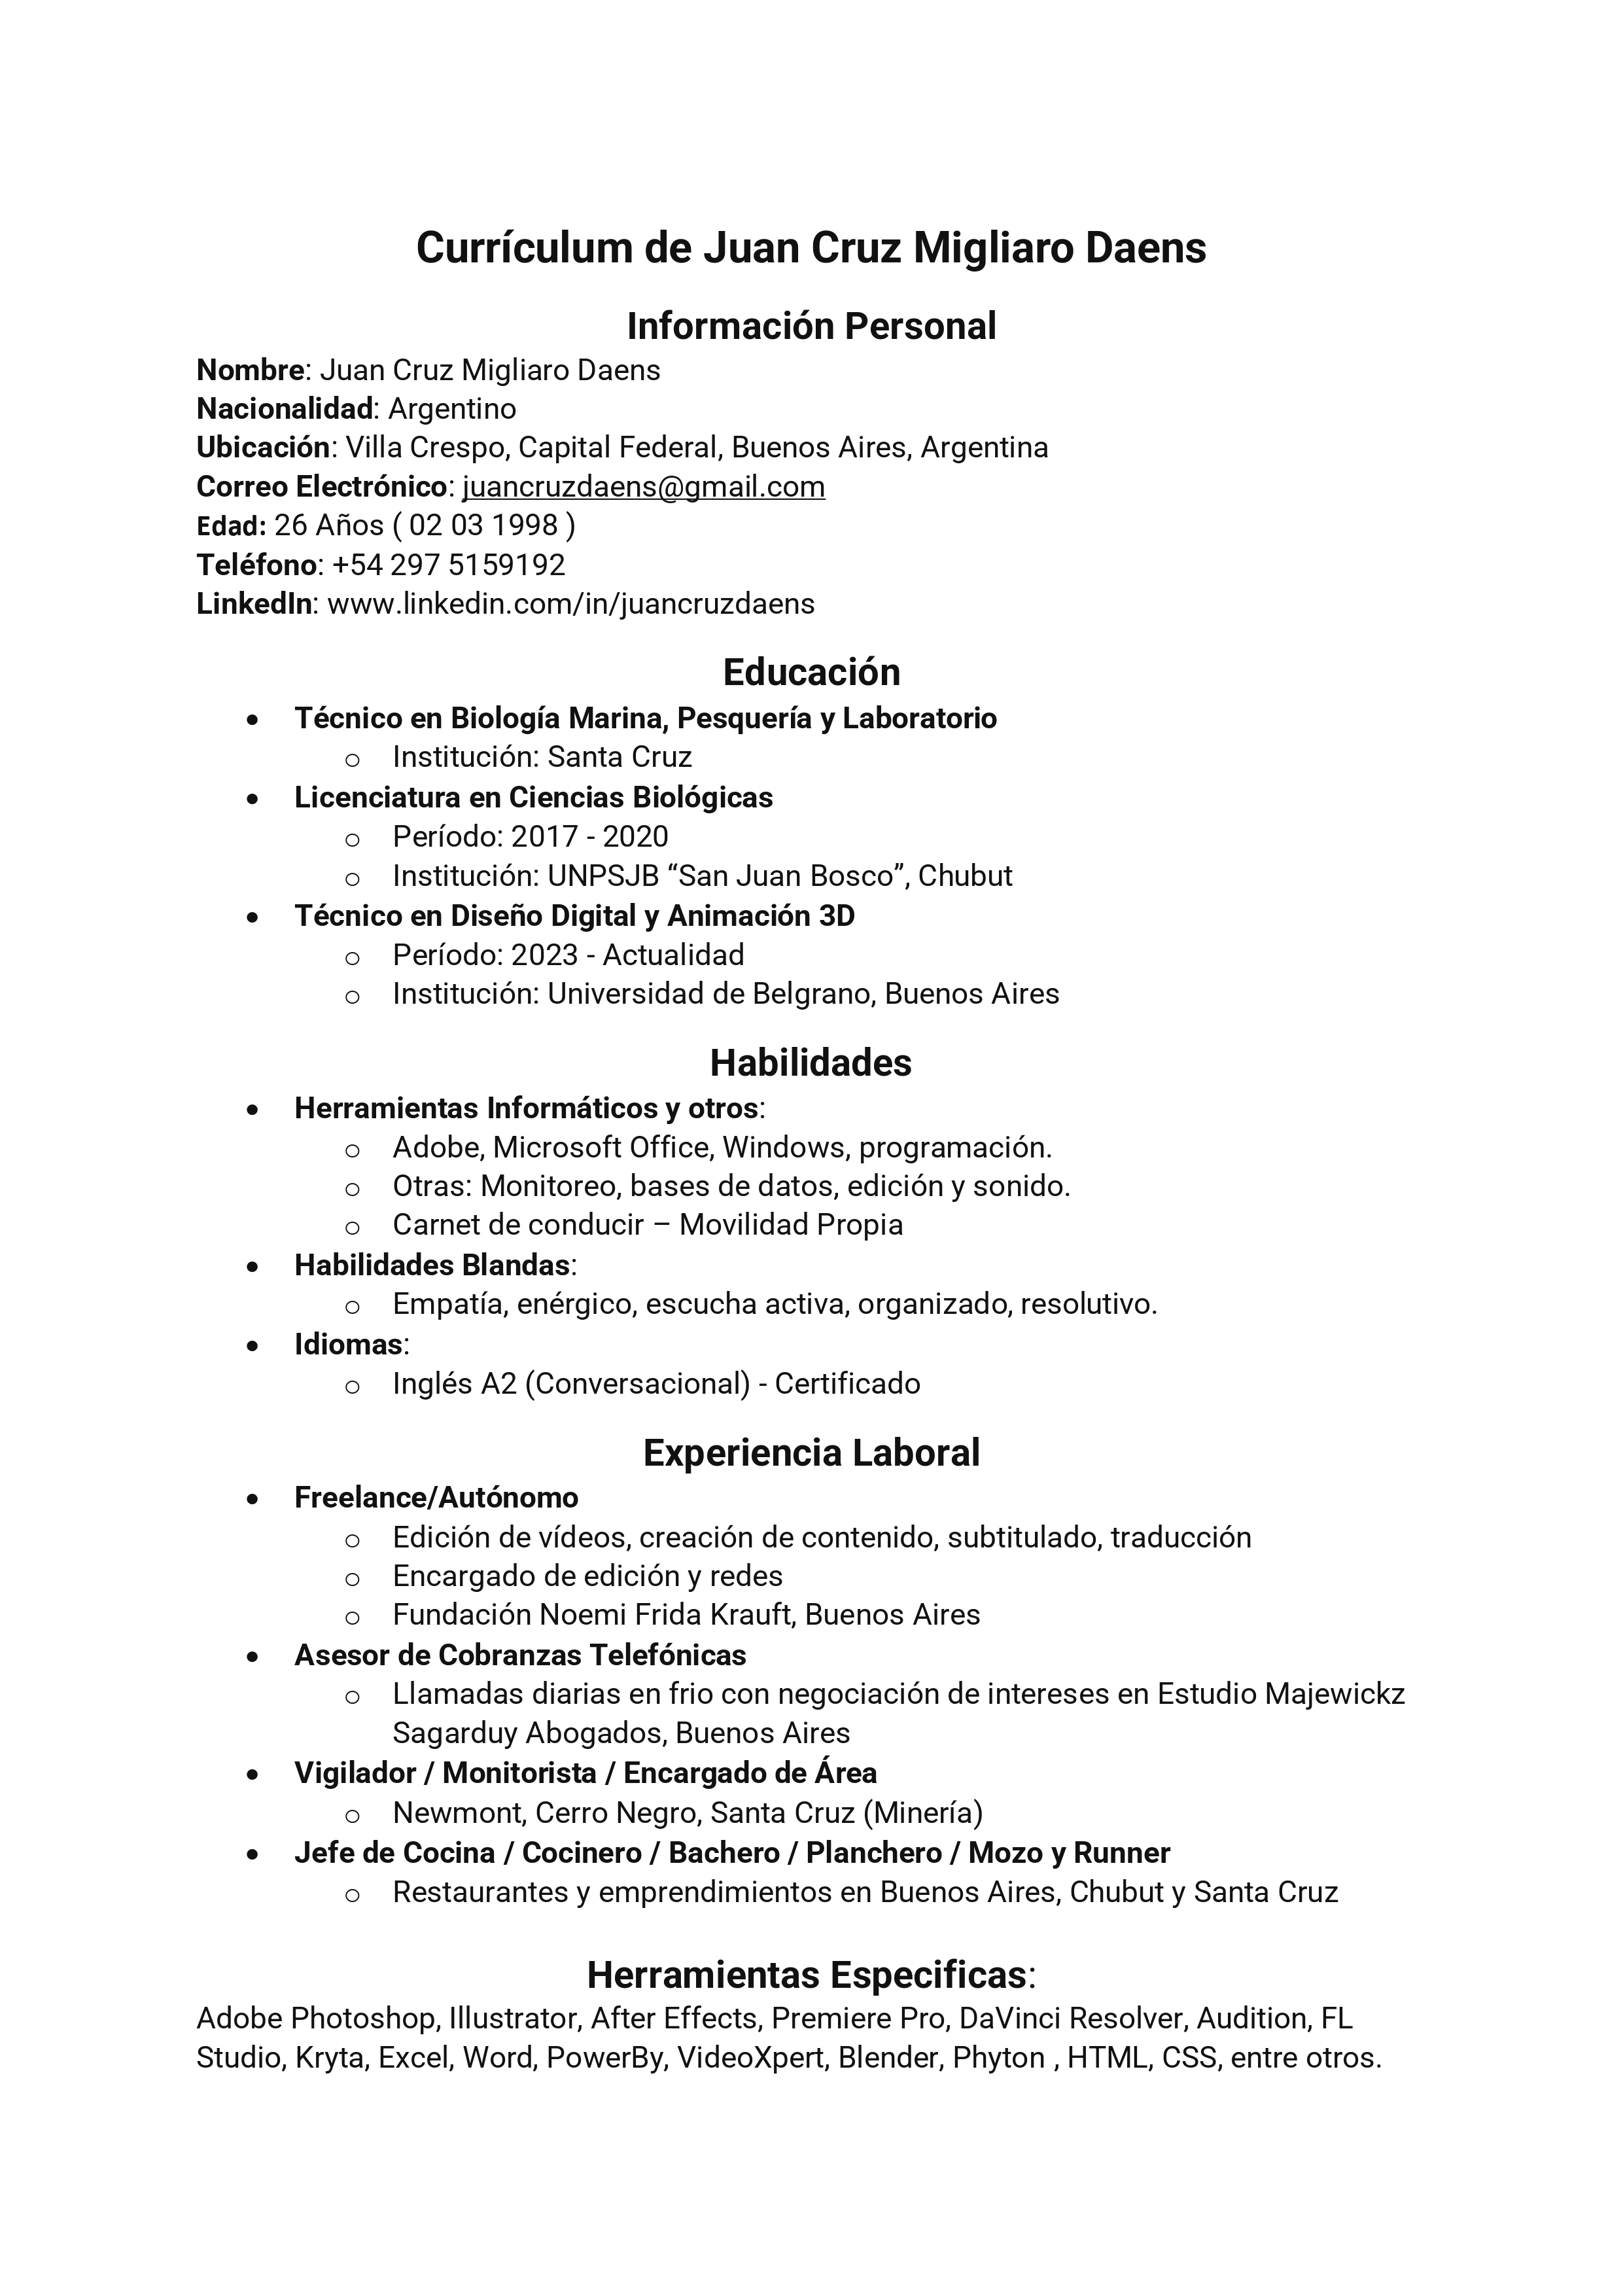 Currículum de Juan Cruz Migliaro Daens
Información Personal
Nombre: Juan Cruz Migliaro Daens
Nacionalidad: Argentino
Ubicación: Villa Crespo, Capital Federal, Buenos Aires, Argentina
Correo Electrónico: juancruzdaens@gmail.com
Edad: 26 Años ( 02 03 1998 )
Teléfono: +54 297 5159192
LinkedIn: www.linkedin.com/in/juancruzdaens
Educación
• Técnico en Biología Marina, Pesquería y Laboratorio
○ Institución: Santa Cruz
• Licenciatura en Ciencias Biológicas
○ Período: 2017 - 2020
○ Institución: UNPSJB “San Juan Bosco”, Chubut
• Técnico en Diseño Digital y Animación 3D
○ Período: 2023 - Actualidad
○ Institución: Universidad de Belgrano, Buenos Aires
Habilidades
• Herramientas Informáticos y otros:
○ Adobe, Microsoft Office, Windows, programación.
○ Otras: Monitoreo, bases de datos, edición y sonido.
○ Carnet de conducir – Movilidad Propia
• Habilidades Blandas:
○ Empatía, enérgico, escucha activa, organizado, resolutivo.
• Idiomas:
○ Inglés A2 (Conversacional) - Certificado
Experiencia Laboral
• Freelance/Autónomo
○ Edición de vídeos, creación de contenido, subtitulado, traducción
○ Encargado de edición y redes
○ Fundación Noemi Frida Krauft, Buenos Aires
• Asesor de Cobranzas Telefónicas
○ Llamadas diarias en frio con negociación de intereses en Estudio Majewickz
Sagarduy Abogados, Buenos Aires
• Vigilador / Monitorista / Encargado de Área
○ Newmont, Cerro Negro, Santa Cruz (Minería)
• Jefe de Cocina / Cocinero / Bachero / Planchero / Mozo y Runner
○ Restaurantes y emprendimientos en Buenos Aires, Chubut y Santa Cruz
Herramientas Especificas:
Adobe Photoshop, Illustrator, After Effects, Premiere Pro, DaVinci Resolver, Audition, FL
Studio, Kryta, Excel, Word, PowerBy, VideoXpert, Blender, Phyton , HTML, CSS, entre otros.